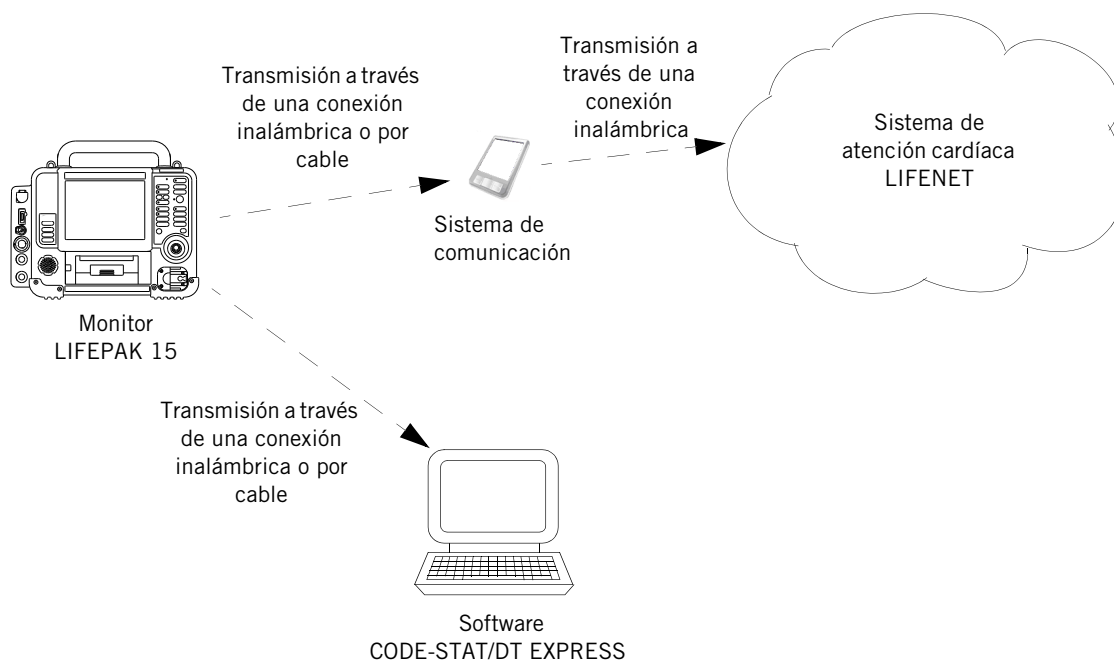 Transmisión a través
de una conexión
inalámbrica o por
cable
Transmisión a
través de una
conexión
inalámbrica
Sistema de
atención cardíaca
LIFENET
Sistema de
comunicación
Monitor
LIFEPAK 15
Transmisión a través
de una conexión
inalámbrica o por
cable
Software
CODE-STAT/DT EXPRESS